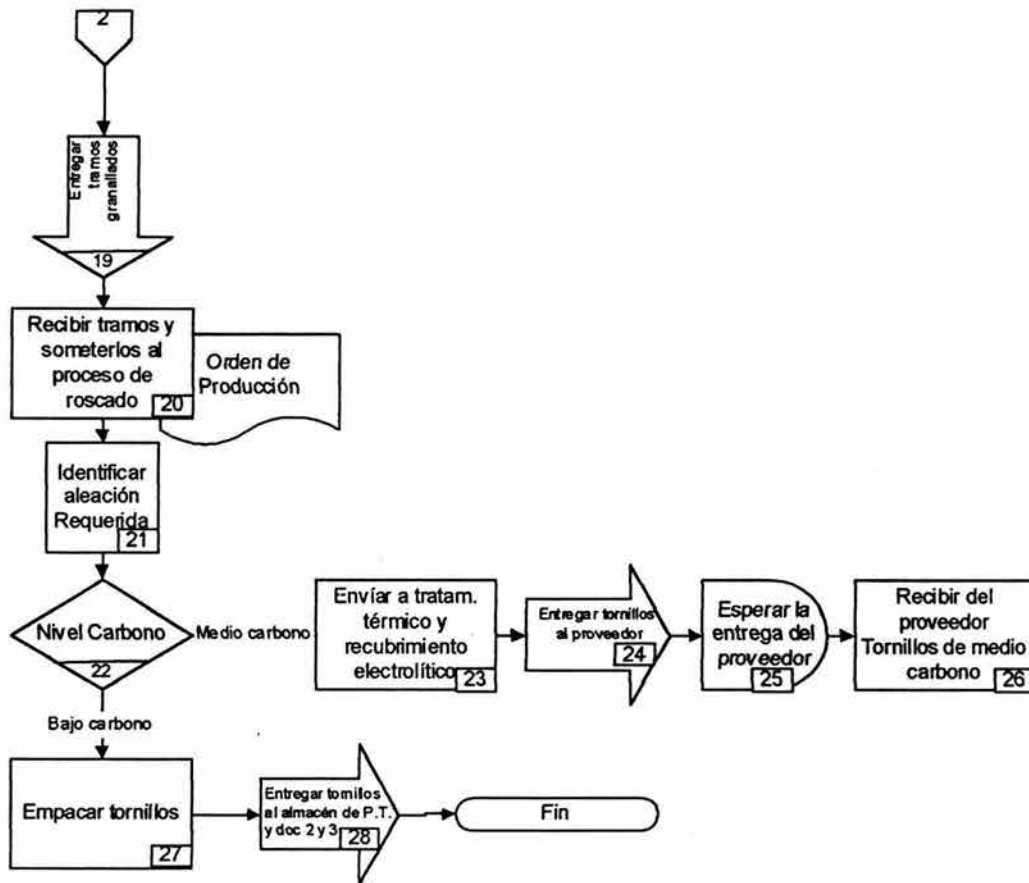 2
Entregar
tramos
granallados
19
Recibir tramos y
someterlos al
proceso de
roscado
20
Orden de
Producción
Identificar
aleación
Requerida
21
Nivel Carbono
22
Medio carbono
Envíar a tratam.
térmico y
recubrimiento
electrolítico
23
Entregar tornillos
al proveedor
24
Esperar la
entrega del
proveedor
25
Recibir del
proveedor
Tornillos de medio
carbono
26
Bajo carbono
Empacar tornillos
27
Entregar tornillos
al almacén de P.T.
y doc 2 y 3
28
Fin